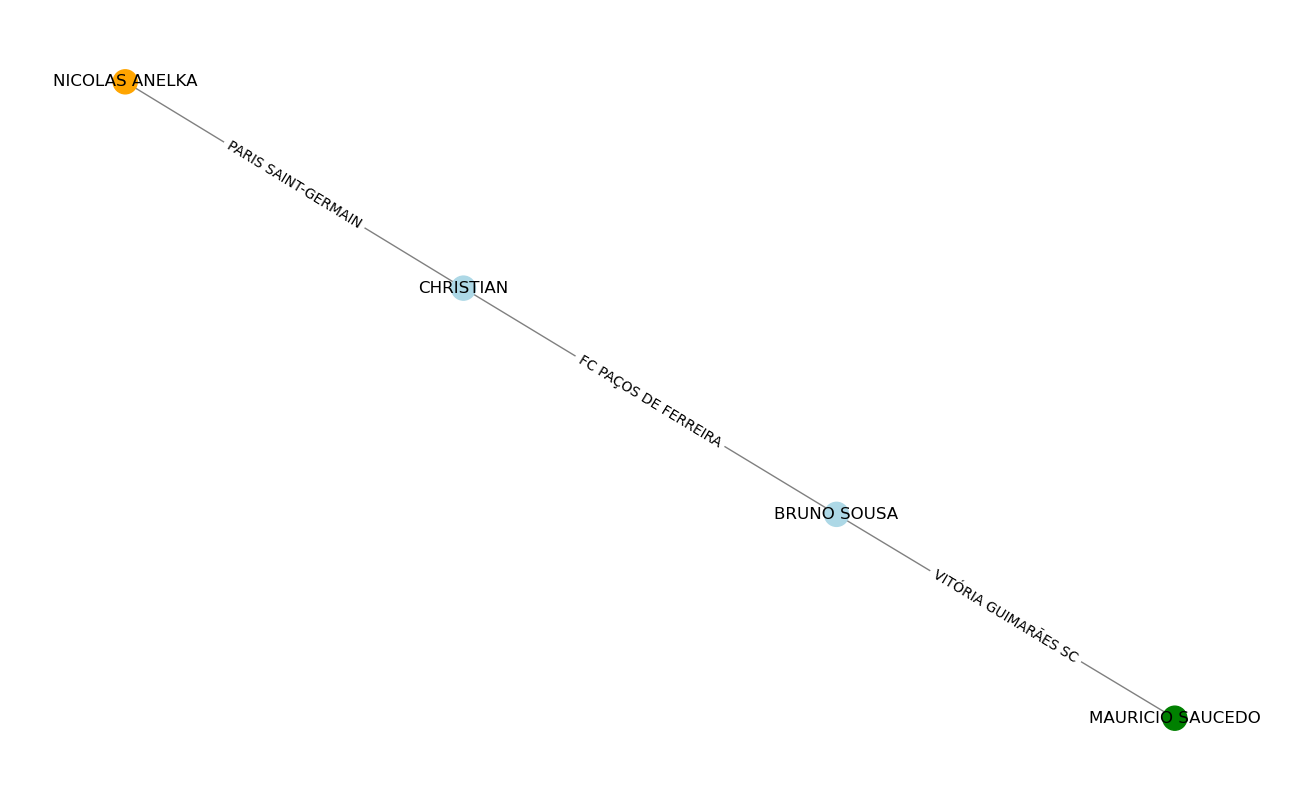 NICOLAS ANELKA
PARIS SAINT-GERMAIN
CHRISTIAN
FC PAÇOS DE FERREIRA
BRUNO SOUSA
VITÓRIA GUIMARÃES SC
MAURICIO SAUCEDO